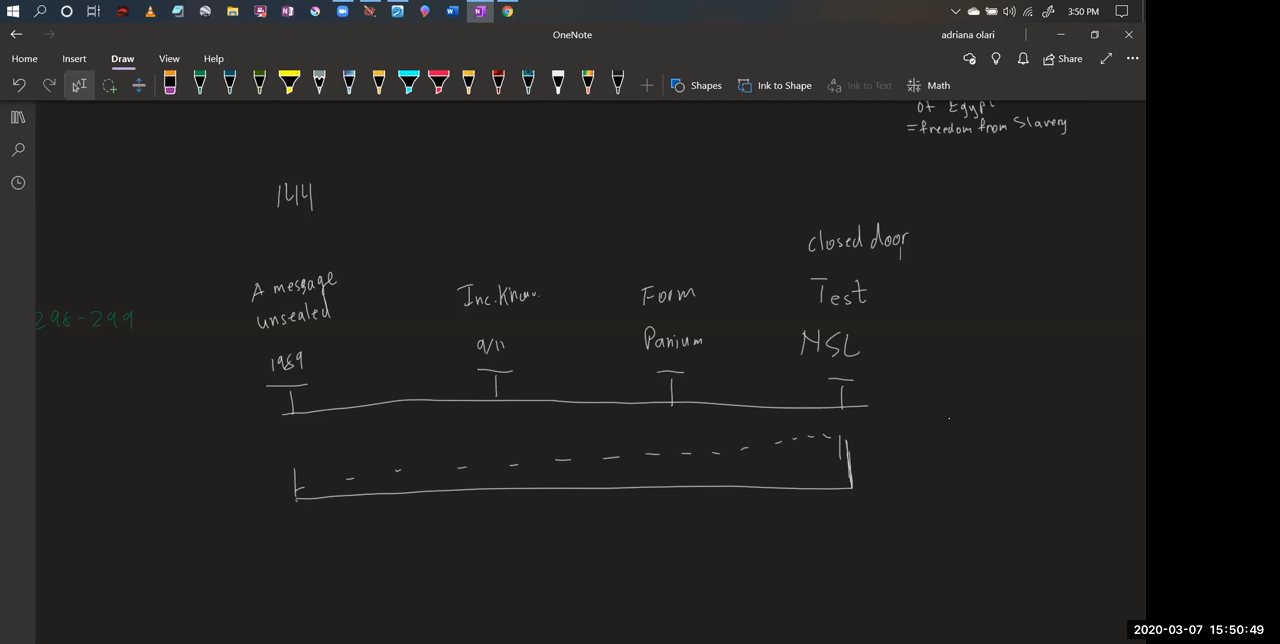 3:50 PM
OneNote
adriana olari
Home Insert Draw View Help
Share
Shapes Ink to Shape Ink to Text Math
of Egypt
=freedom from Slavery
144
closed door
A message
unsealed
Inc. Know.
Form
Test
298-299
1989
9/11
Panium
NSL
2020-03-07 15:50:49